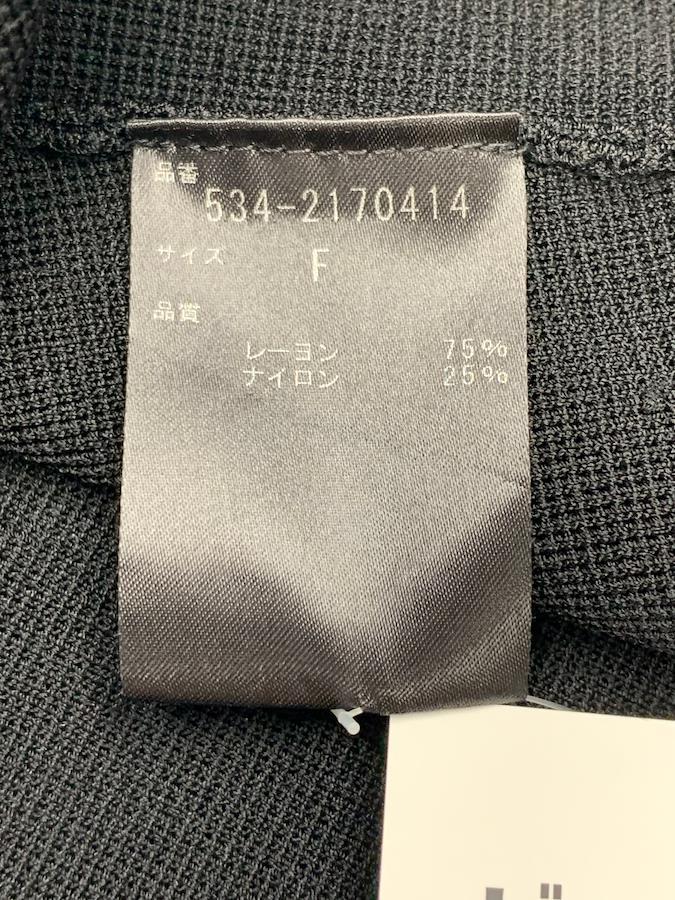 品番
534-2170414
サイズ F
品質
レーヨン 75%
ナイロン 25%